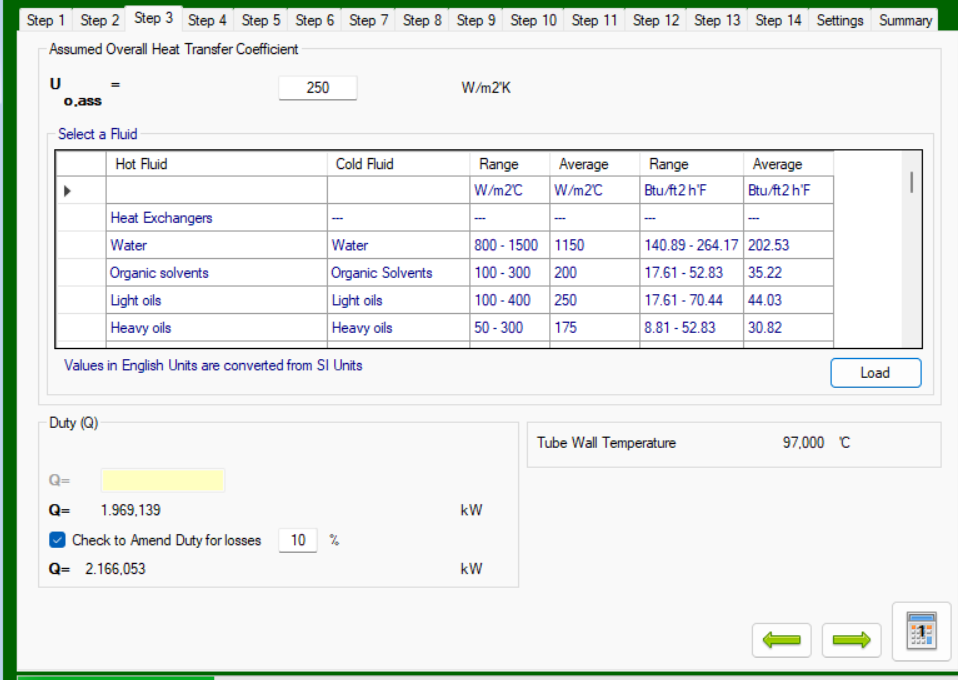 Step 1 Step 2 Step 3 Step 4 Step 5 Step 6 Step 7 Step 8 Step 9 Step 10 Step 11 Step 12 Step 13 Step 14 Settings Summary
Assumed Overall Heat Transfer Coefficient
U o,ass = 250 W/m2'K
Select a Fluid
Hot Fluid Cold Fluid Range Average Range Average
W/m2'C W/m2'C Btu/ft2 h'F Btu/ft2 h'F
Heat Exchangers --- --- --- --- ---
Water Water 800 - 1500 1150 140.89 - 264.17 202.53
Organic solvents Organic Solvents 100 - 300 200 17.61 - 52.83 35.22
Light oils Light oils 100 - 400 250 17.61 - 70.44 44.03
Heavy oils Heavy oils 50 - 300 175 8.81 - 52.83 30.82
Values in English Units are converted from SI Units
Load
Duty (Q)
Tube Wall Temperature 97,000 'C
Q=
Q= 1.969,139 kW
Check to Amend Duty for losses 10 %
Q= 2.166,053 kW
1